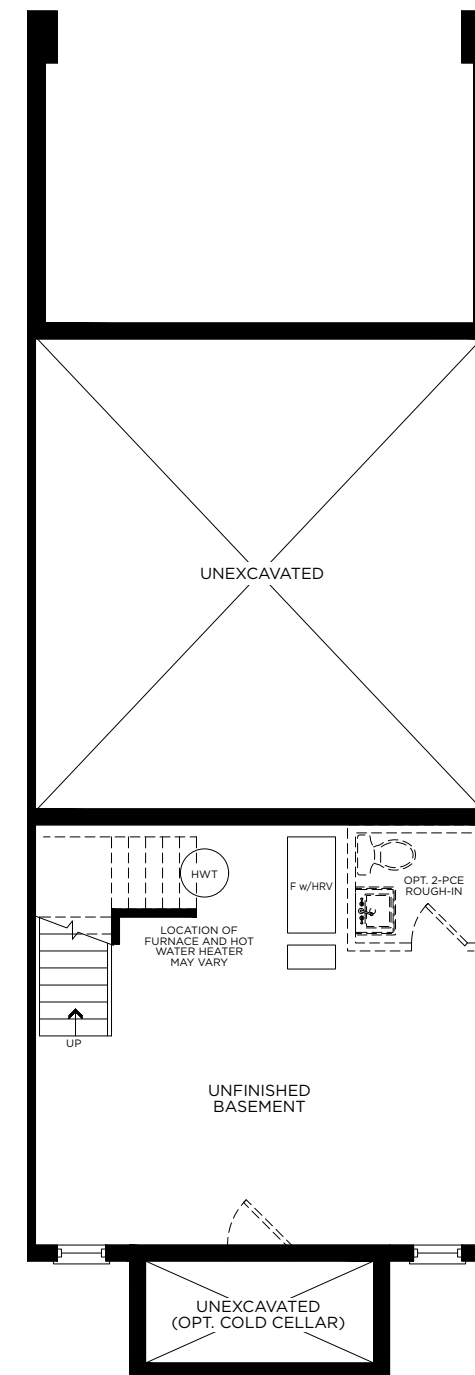 UNEXCAVATED
HWT
F w/HRV
OPT. 2-PCE
ROUGH-IN
LOCATION OF
FURNACE AND HOT
WATER HEATER
MAY VARY
UP
UNFINISHED
BASEMENT
UNEXCAVATED
(OPT. COLD CELLAR)